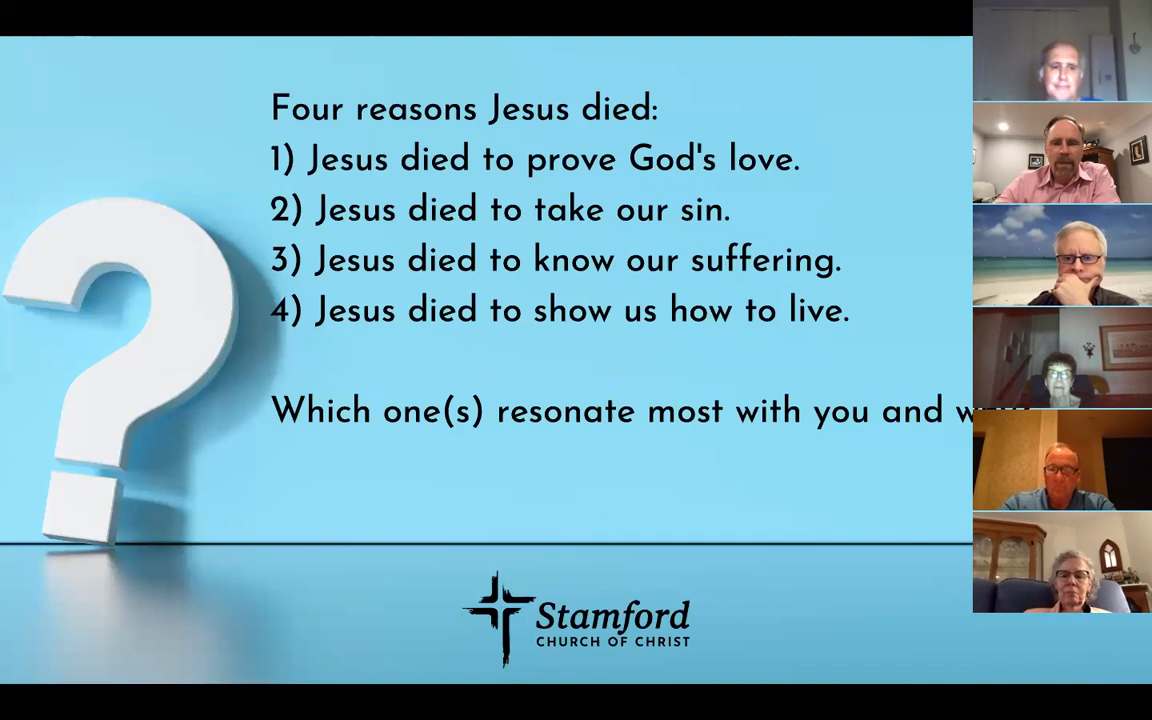 Four reasons Jesus died:
1) Jesus died to prove God's love.
2) Jesus died to take our sin.
3) Jesus died to know our suffering.
4) Jesus died to show us how to live.
Which one(s) resonate most with you and
Stamford
CHURCH OF CHRIST